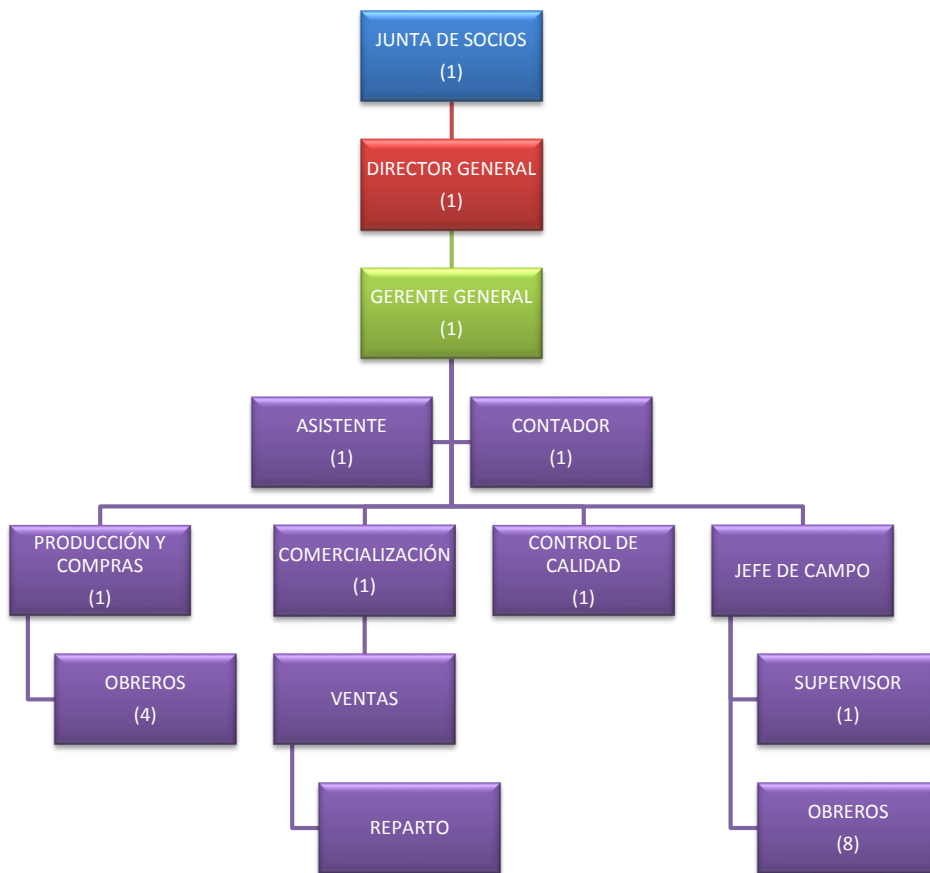 JUNTA DE SOCIOS
(1)
DIRECTOR GENERAL
(1)
GERENTE GENERAL
(1)
ASISTENTE
(1)
CONTADOR
(1)
PRODUCCIÓN Y
COMPRAS
(1)
COMERCIALIZACIÓN
(1)
CONTROL DE
CALIDAD
(1)
JEFE DE CAMPO
OBREROS
(4)
VENTAS
SUPERVISOR
(1)
REPARTO
OBREROS
(8)